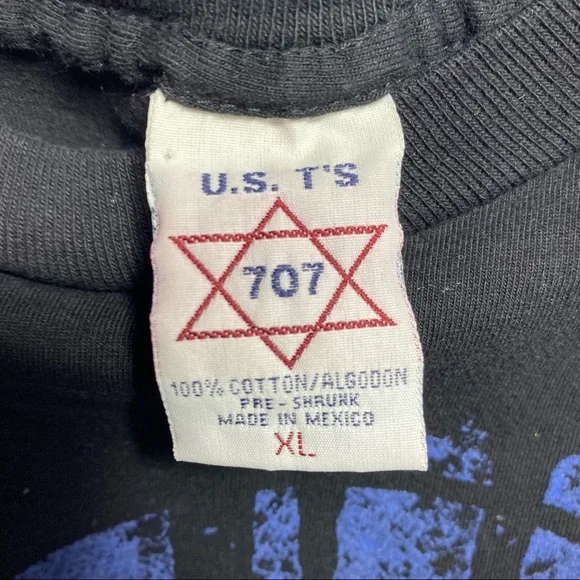 U.S. T'S
707
100% COTTON/ALGODON
PRE-SHRUNK
MADE IN MEXICO
XL